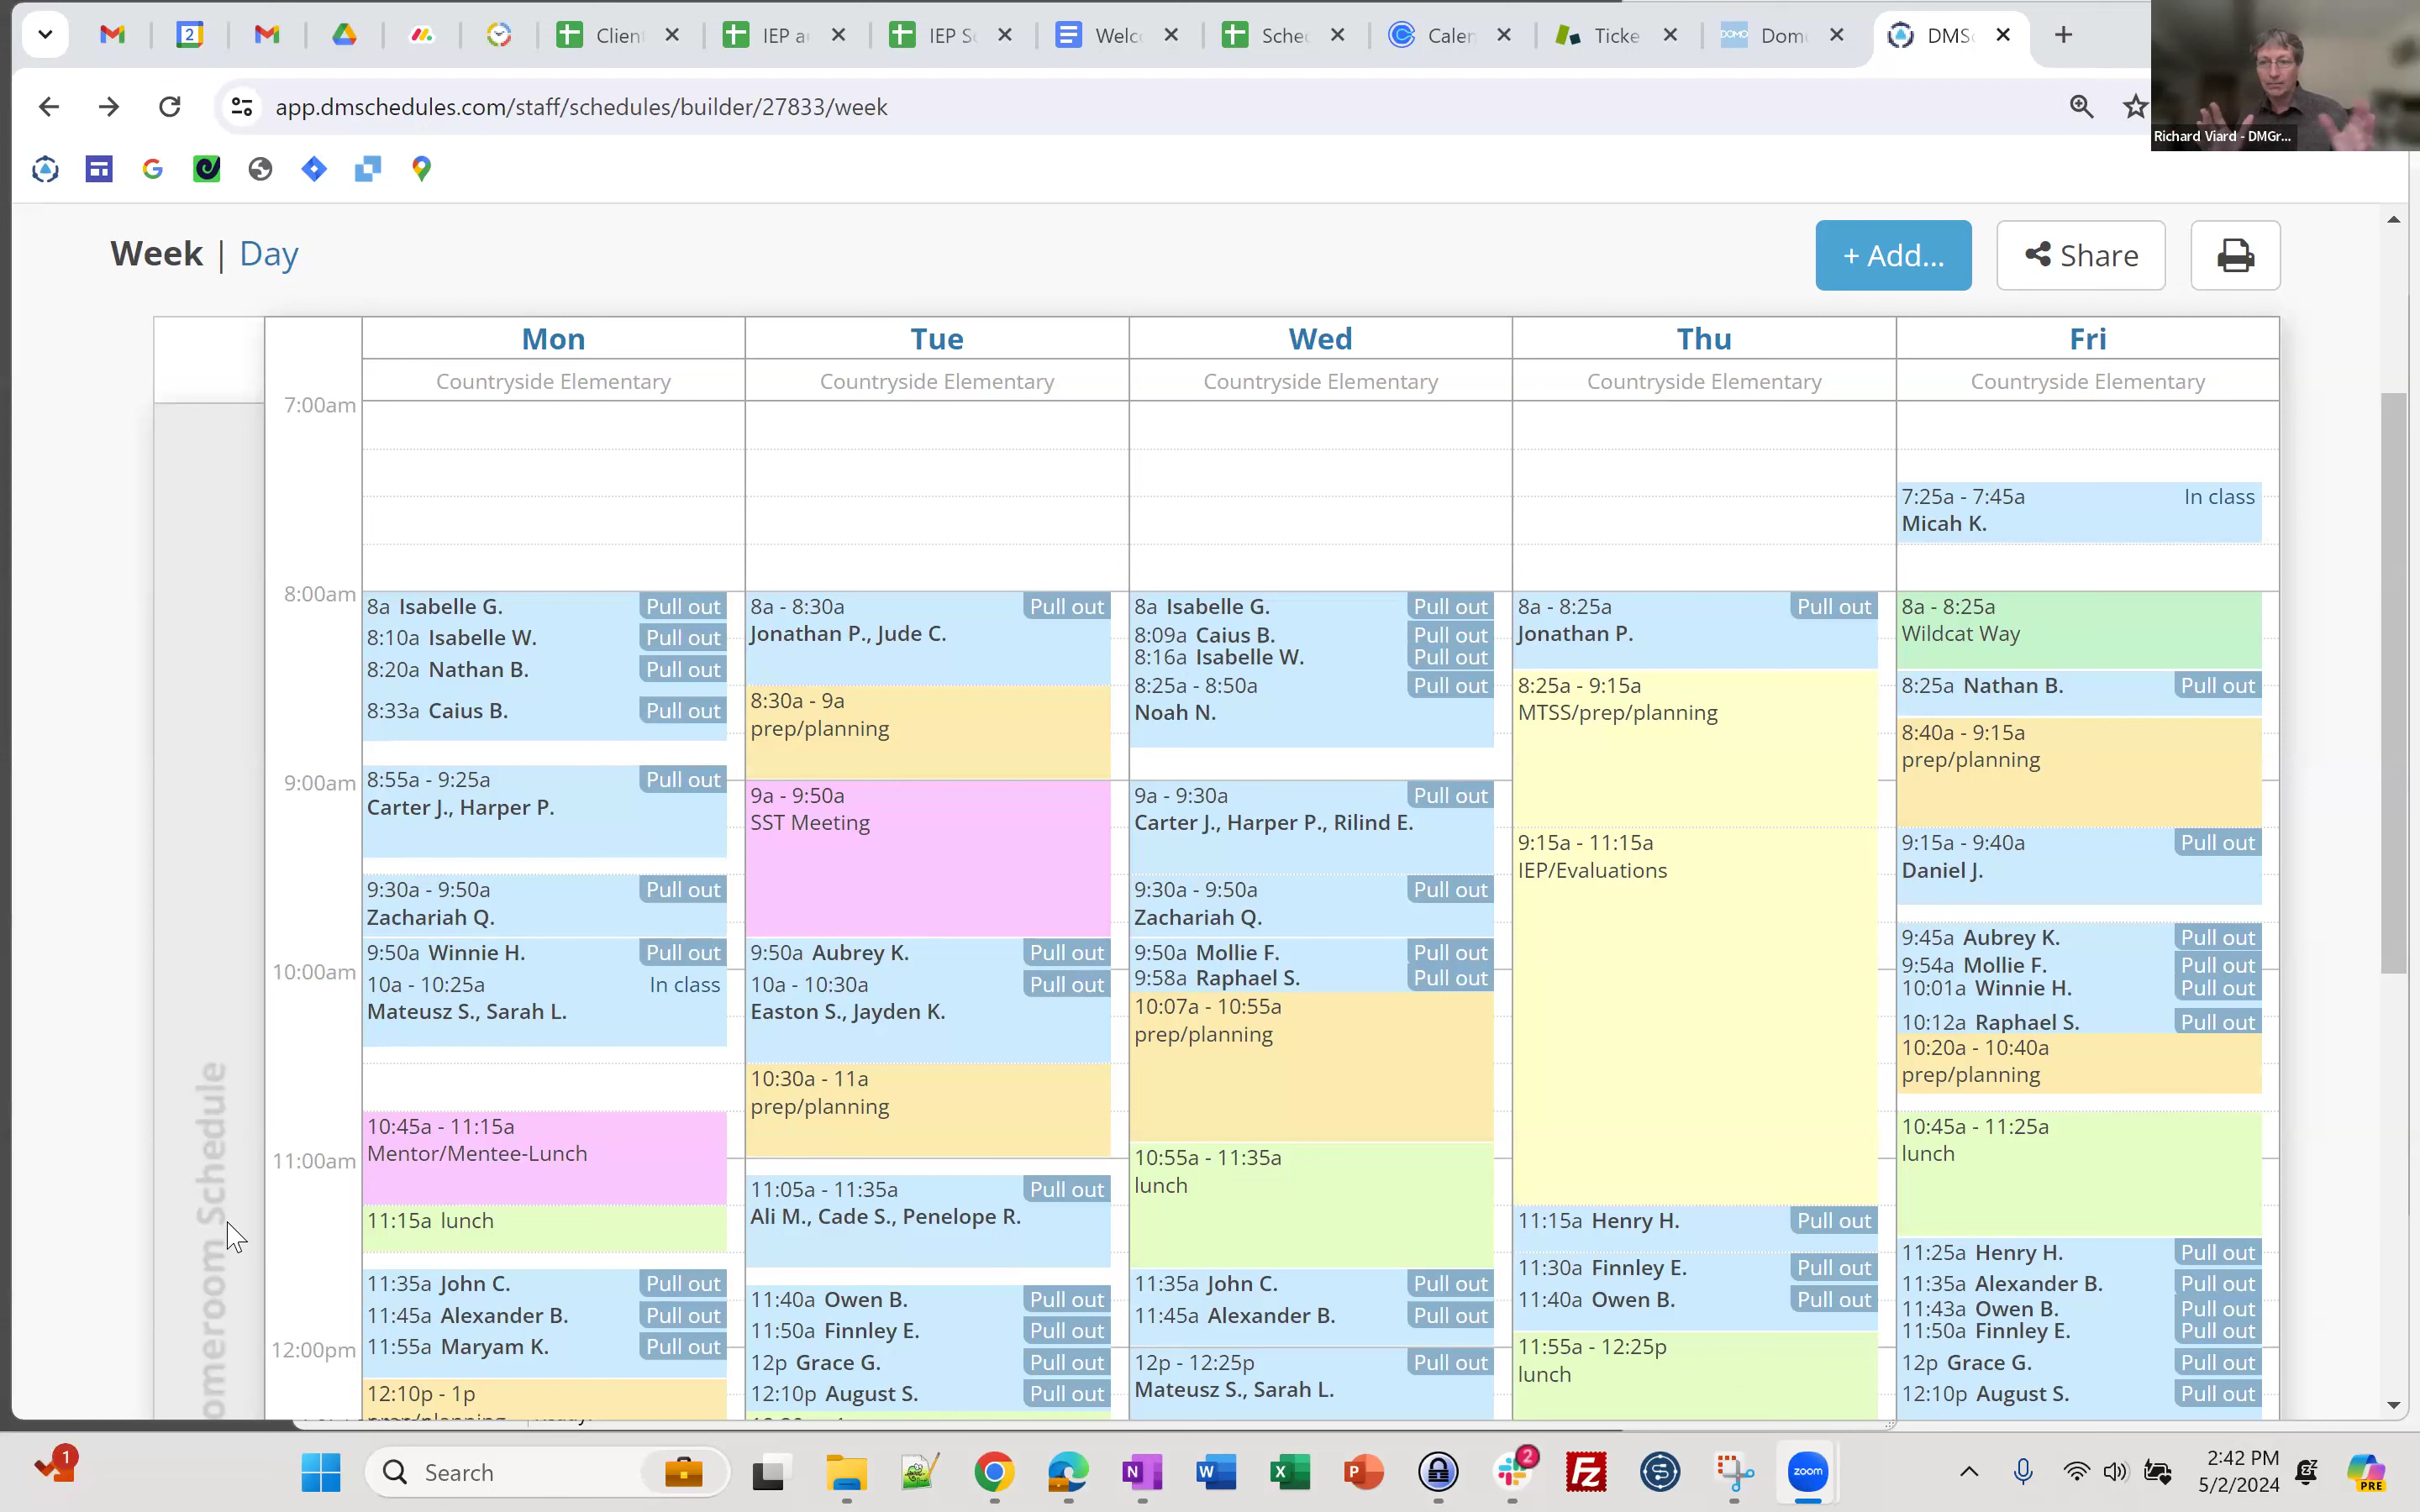 Clien
IEP a
IEP S
Welc
Sche
Calen
Ticke
DOMO
Dom
DMS
app.dmschedules.com/staff/schedules/builder/27833/week
Richard Viard - DMGr...
Week | Day
+ Add...
Share
Mon
Tue
Wed
Thu
Fri
Countryside Elementary
Countryside Elementary
Countryside Elementary
Countryside Elementary
Countryside Elementary
7:00am
8:00am
9:00am
10:00am
11:00am
12:00pm
omeroom Schedule
8a Isabelle G. Pull out
8:10a Isabelle W. Pull out
8:20a Nathan B. Pull out
8:33a Caius B. Pull out
8:55a - 9:25a Pull out
Carter J., Harper P.
9:30a - 9:50a Pull out
Zachariah Q.
9:50a Winnie H. Pull out
10a - 10:25a In class
Mateusz S., Sarah L.
10:45a - 11:15a
Mentor/Mentee-Lunch
11:15a lunch
11:35a John C. Pull out
11:45a Alexander B. Pull out
11:55a Maryam K. Pull out
12:10p - 1p
8a - 8:30a Pull out
Jonathan P., Jude C.
8:30a - 9a
prep/planning
9a - 9:50a
SST Meeting
9:50a Aubrey K. Pull out
10a - 10:30a Pull out
Easton S., Jayden K.
10:30a - 11a
prep/planning
11:05a - 11:35a Pull out
Ali M., Cade S., Penelope R.
11:40a Owen B. Pull out
11:50a Finnley E. Pull out
12p Grace G. Pull out
12:10p August S. Pull out
8a Isabelle G. Pull out
8:09a Caius B. Pull out
8:16a Isabelle W. Pull out
8:25a - 8:50a Pull out
Noah N.
9a - 9:30a Pull out
Carter J., Harper P., Rilind E.
9:30a - 9:50a Pull out
Zachariah Q.
9:50a Mollie F. Pull out
9:58a Raphael S. Pull out
10:07a - 10:55a
prep/planning
10:55a - 11:35a
lunch
11:35a John C. Pull out
11:45a Alexander B. Pull out
12p - 12:25p Pull out
Mateusz S., Sarah L.
8a - 8:25a Pull out
Jonathan P.
8:25a - 9:15a
MTSS/prep/planning
9:15a - 11:15a
IEP/Evaluations
11:15a Henry H. Pull out
11:30a Finnley E. Pull out
11:40a Owen B. Pull out
11:55a - 12:25p
lunch
7:25a - 7:45a In class
Micah K.
8a - 8:25a
Wildcat Way
8:25a Nathan B. Pull out
8:40a - 9:15a
prep/planning
9:15a - 9:40a Pull out
Daniel J.
9:45a Aubrey K. Pull out
9:54a Mollie F. Pull out
10:01a Winnie H. Pull out
10:12a Raphael S. Pull out
10:20a - 10:40a
prep/planning
10:45a - 11:25a
lunch
11:25a Henry H. Pull out
11:35a Alexander B. Pull out
11:43a Owen B. Pull out
11:50a Finnley E. Pull out
12p Grace G. Pull out
12:10p August S. Pull out
1
Search
2
zoom
2:42 PM
5/2/2024
PRE